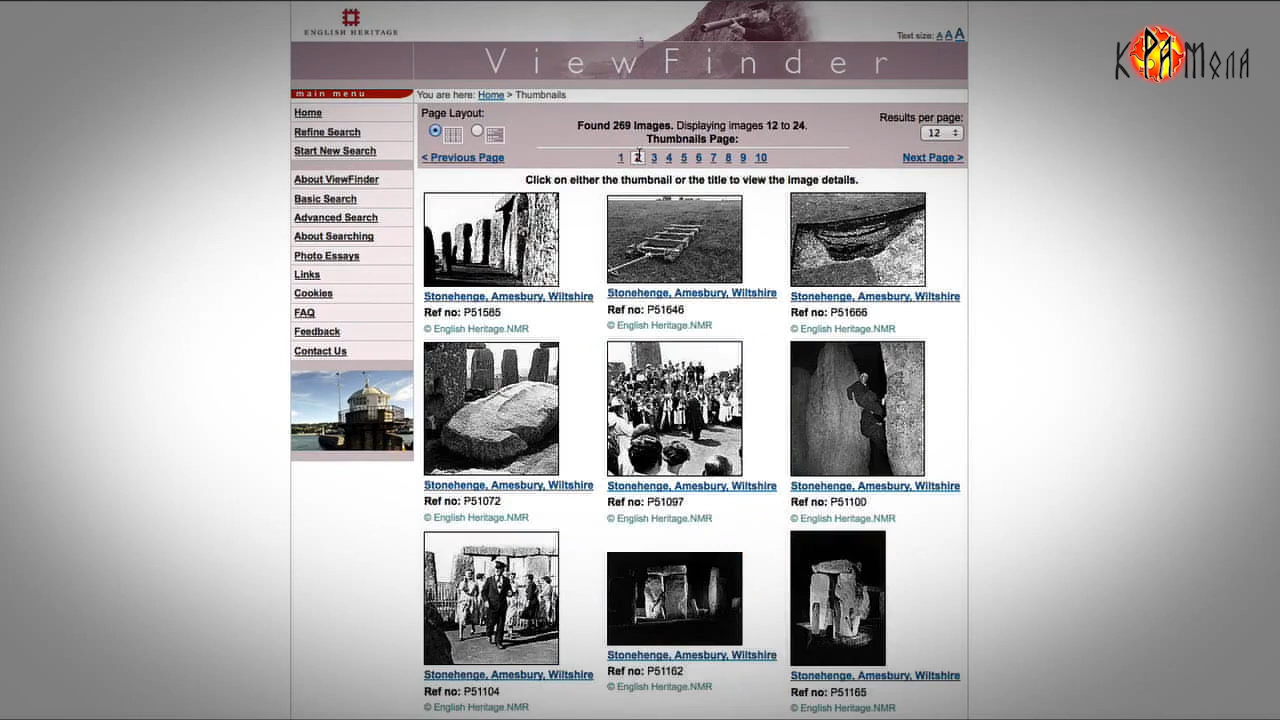 ENGLISH HERITAGE
Text size: A A A
КРАМОЛА
ViewFinder
main menu
You are here: Home > Thumbnails
Home
Refine Search
Start New Search
About ViewFinder
Basic Search
Advanced Search
About Searching
Photo Essays
Links
Cookies
FAQ
Feedback
Contact Us
Page Layout:
Found 269 Images. Displaying images 12 to 24.
Thumbnails Page:
Results per page:
12
< Previous Page
1 2 3 4 5 6 7 8 9 10
Next Page >
Click on either the thumbnail or the title to view the image details.
Stonehenge, Amesbury, Wiltshire
Ref no: P51585
© English Heritage.NMR
Stonehenge, Amesbury, Wiltshire
Ref no: P51646
© English Heritage.NMR
Stonehenge, Amesbury, Wiltshire
Ref no: P51666
© English Heritage.NMR
Stonehenge, Amesbury, Wiltshire
Ref no: P51072
© English Heritage.NMR
Stonehenge, Amesbury, Wiltshire
Ref no: P51097
© English Heritage.NMR
Stonehenge, Amesbury, Wiltshire
Ref no: P51100
© English Heritage.NMR
Stonehenge, Amesbury, Wiltshire
Ref no: P51104
© English Heritage.NMR
Stonehenge, Amesbury, Wiltshire
Ref no: P51162
© English Heritage.NMR
Stonehenge, Amesbury, Wiltshire
Ref no: P51165
© English Heritage.NMR